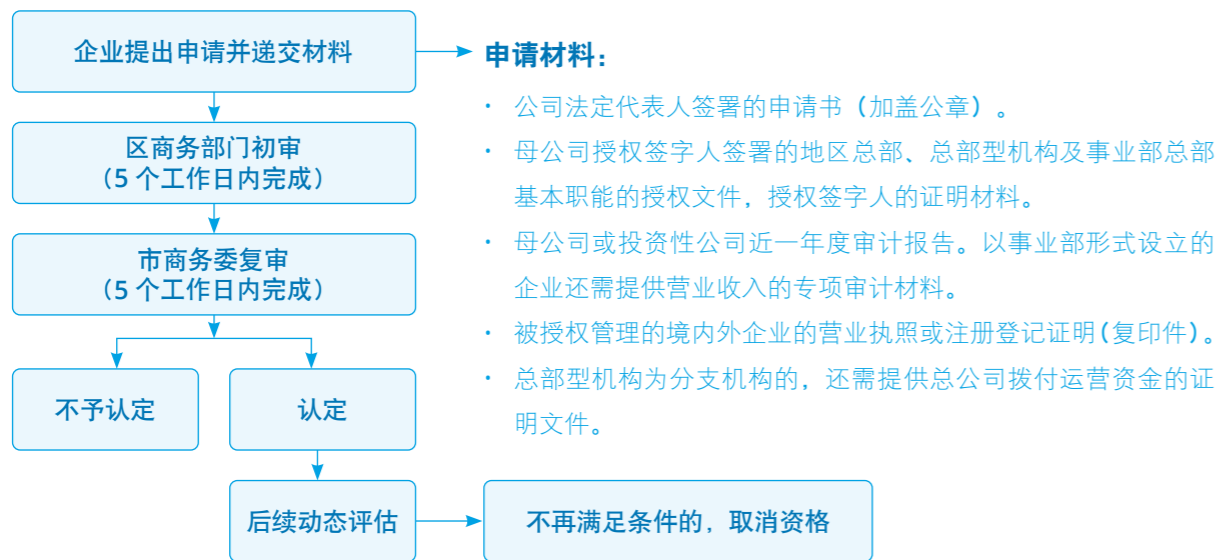 企业提出申请并递交材料
申请材料：
· 公司法定代表人签署的申请书（加盖公章）。
· 母公司授权签字人签署的地区总部、总部型机构及事业部总部
基本职能的授权文件，授权签字人的证明材料。
· 母公司或投资性公司近一年度审计报告。以事业部形式设立的
企业还需提供营业收入的专项审计材料。
· 被授权管理的境内外企业的营业执照或注册登记证明(复印件)。
· 总部型机构为分支机构的，还需提供总公司拨付运营资金的证
明文件。
区商务部门初审
（5 个工作日内完成）
市商务委复审
（5 个工作日内完成）
不予认定
认定
后续动态评估
不再满足条件的，取消资格